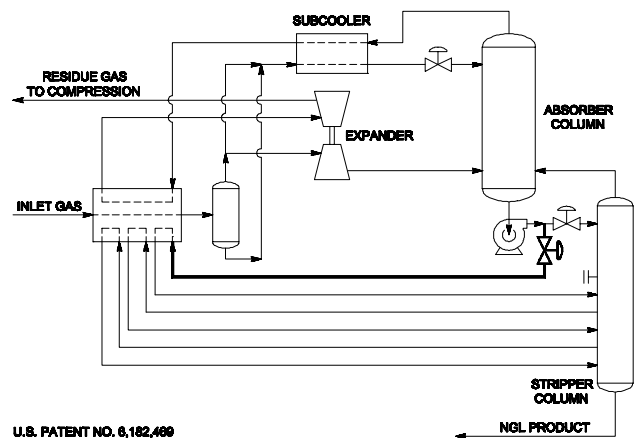 SUBCOOLER
RESIDUE GAS
TO COMPRESSION
EXPANDER
ABSORBER
COLUMN
INLET GAS
STRIPPER
COLUMN
NGL PRODUCT
U.S. PATENT NO. 6,182,469